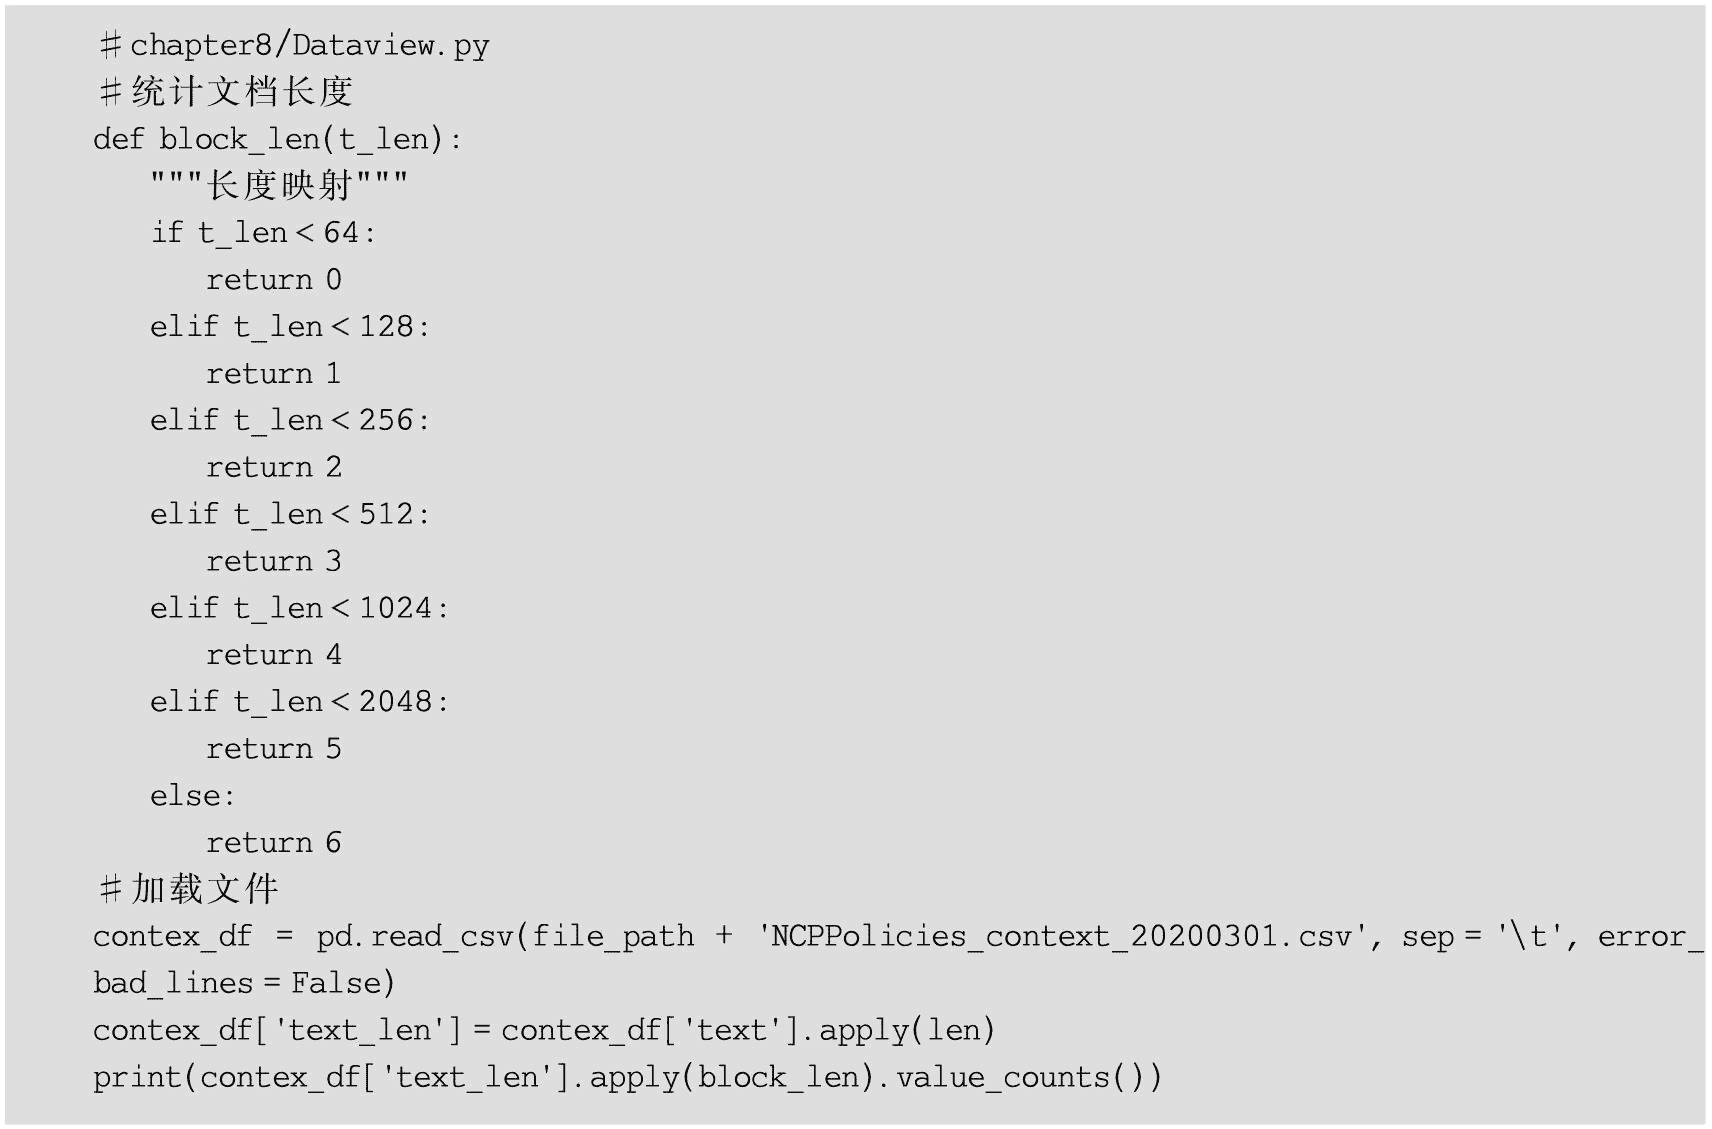 #chapter8/Dataview.py
#统计文档长度
def block_len(t_len):
    """长度映射"""
    if t_len<64:
        return 0
    elif t_len<128:
        return 1
    elif t_len<256:
        return 2
    elif t_len<512:
        return 3
    elif t_len<1024:
        return 4
    elif t_len<2048:
        return 5
    else:
        return 6
#加载文件
contex_df = pd.read_csv(file_path + 'NCPPolicies_context_20200301.csv', sep='\t', error_
bad_lines=False)
contex_df['text_len']=contex_df['text'].apply(len)
print(contex_df['text_len'].apply(block_len).value_counts())